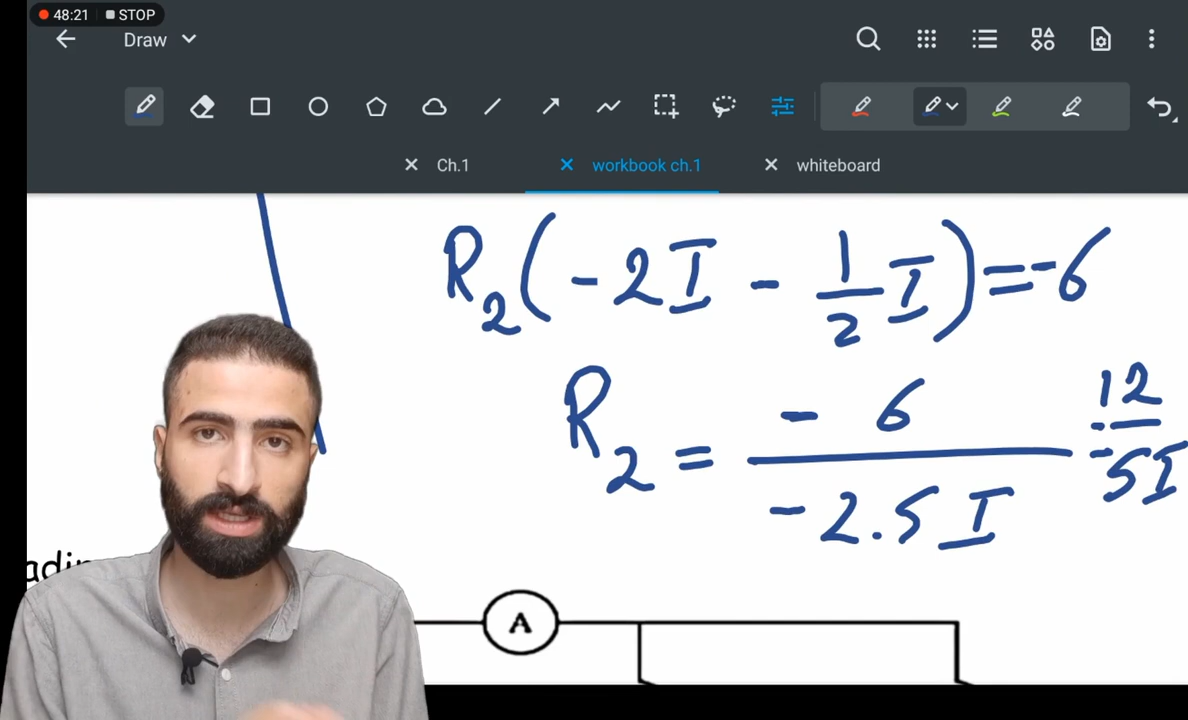 48:21 STOP
Draw
Ch.1
workbook ch.1
whiteboard
R₂(-2I - 1/2 I) = -6
R₂ = -6/-2.5I = -12/-5I
A